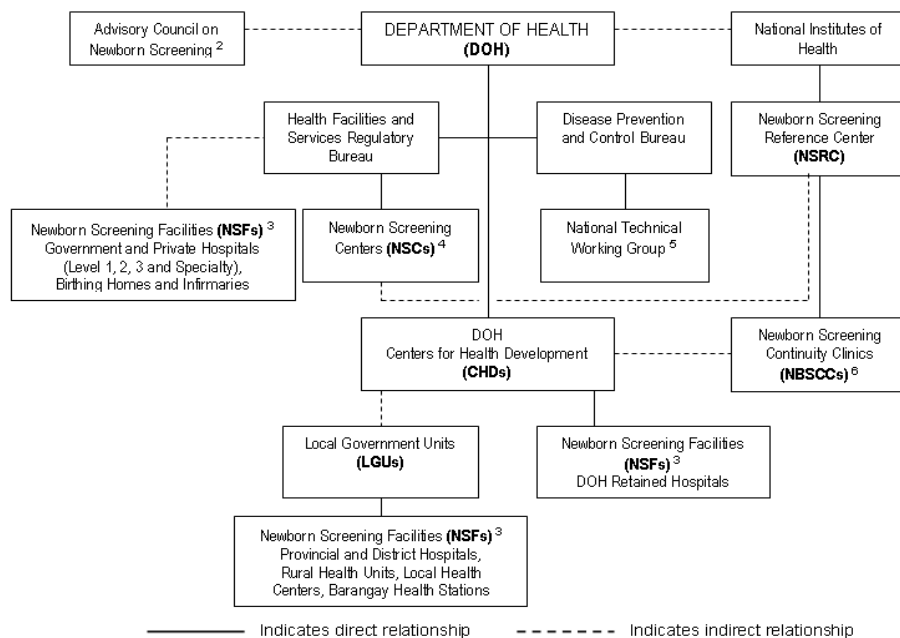 Advisory Council on
Newborn Screening 2
DEPARTMENT OF HEALTH
(DOH)
National Institutes of
Health
Health Facilities and
Services Regulatory
Bureau
Disease Prevention
and Control Bureau
Newborn Screening
Reference Center
(NSRC)
Newborn Screening Facilities (NSFs) 3
Government and Private Hospitals
(Level 1, 2, 3 and Specialty),
Birthing Homes and Infirmaries
Newborn Screening
Centers (NSCs) 4
National Technical
Working Group 5
DOH
Centers for Health Development
(CHDs)
Newborn Screening
Continuity Clinics
(NBSCCs) 6
Local Government Units
(LGUs)
Newborn Screening Facilities
(NSFs) 3
DOH Retained Hospitals
Newborn Screening Facilities (NSFs) 3
Provincial and District Hospitals,
Rural Health Units, Local Health
Centers, Barangay Health Stations
Indicates direct relationship
Indicates indirect relationship